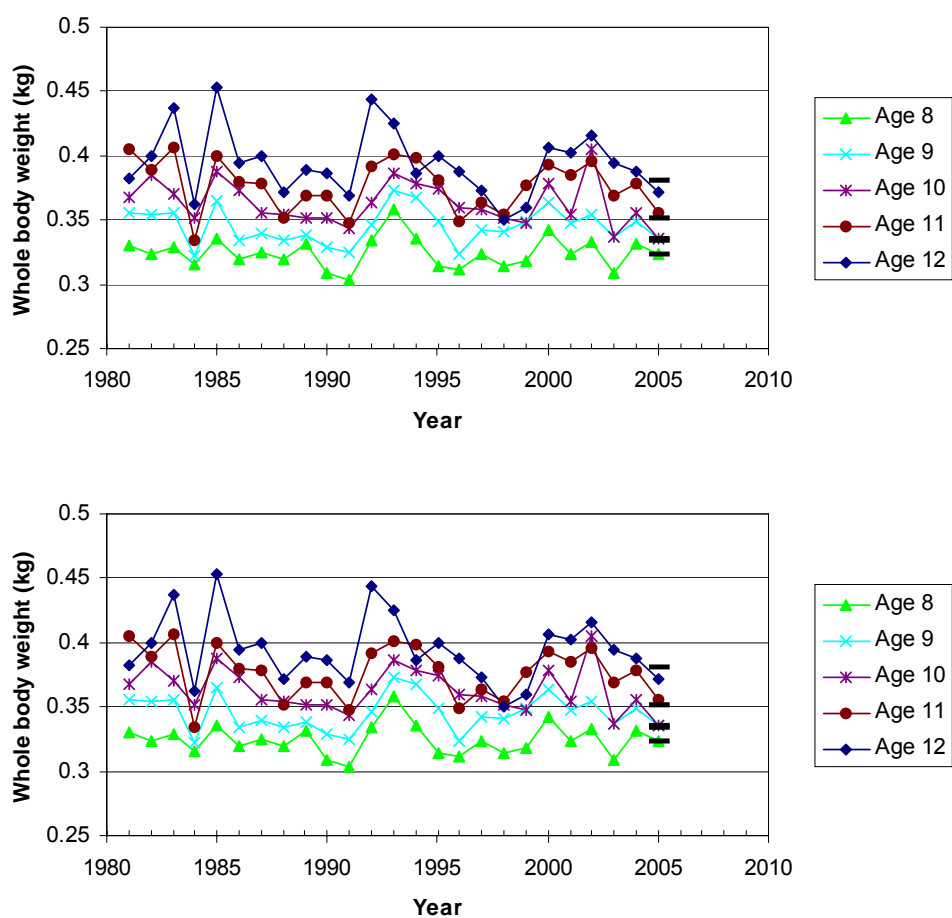 Whole body weight (kg)
0.5
0.45
0.4
0.35
0.3
0.25
1980
1985
1990
1995
2000
2005
2010
Year
Age 8
Age 9
Age 10
Age 11
Age 12
Whole body weight (kg)
0.5
0.45
0.4
0.35
0.3
0.25
1980
1985
1990
1995
2000
2005
2010
Year
Age 8
Age 9
Age 10
Age 11
Age 12